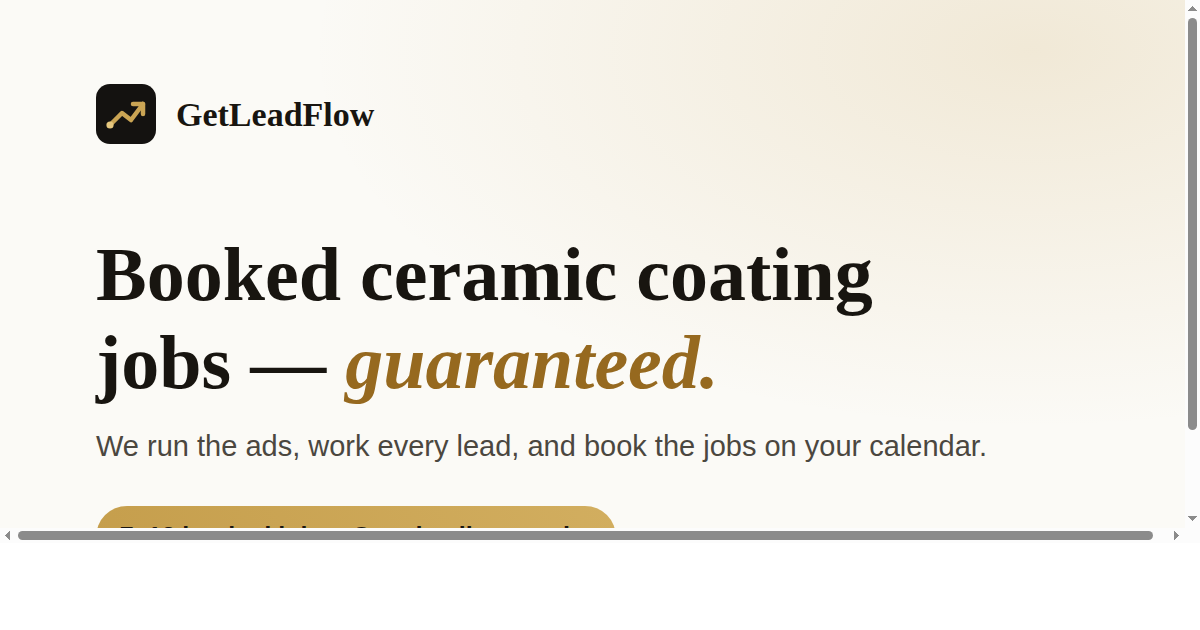 GetLeadFlow
Booked ceramic coating
jobs — guaranteed.
We run the ads, work every lead, and book the jobs on your calendar.